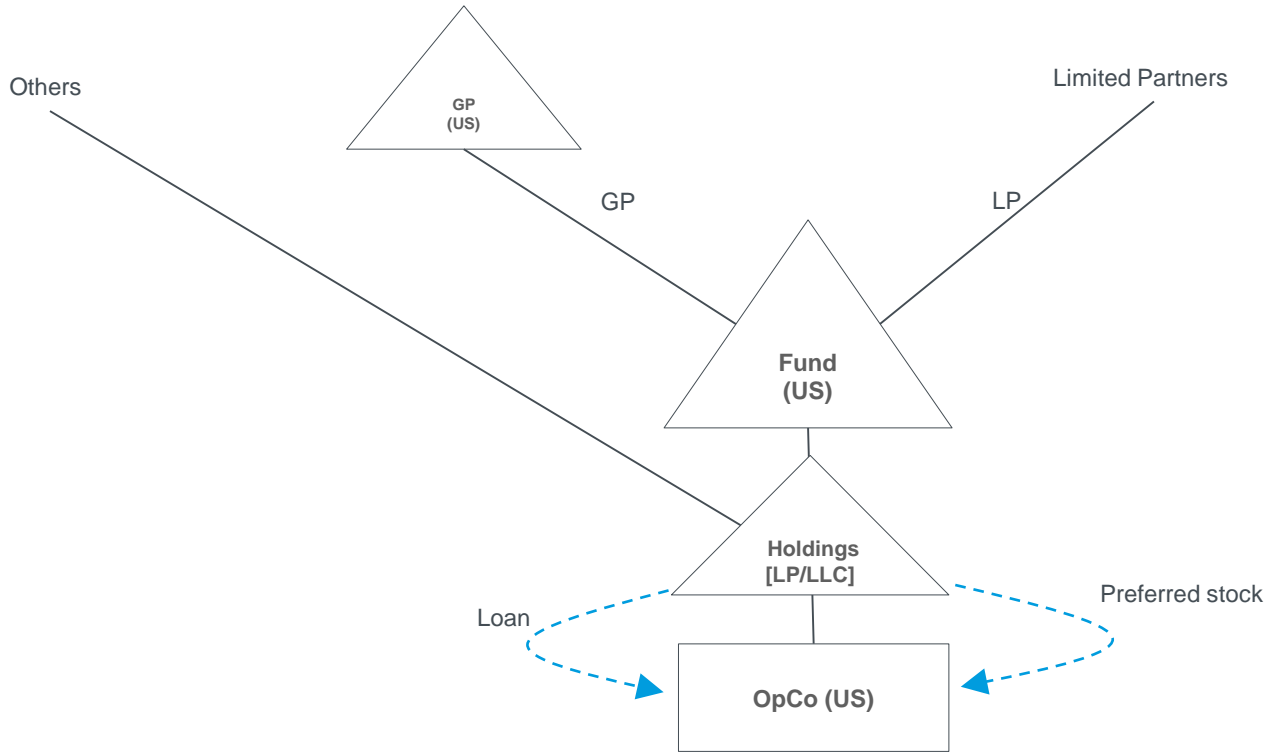 Others
GP
(US)
Limited Partners
GP
LP
Fund
(US)
Holdings
[LP/LLC]
Loan
Preferred stock
OpCo (US)